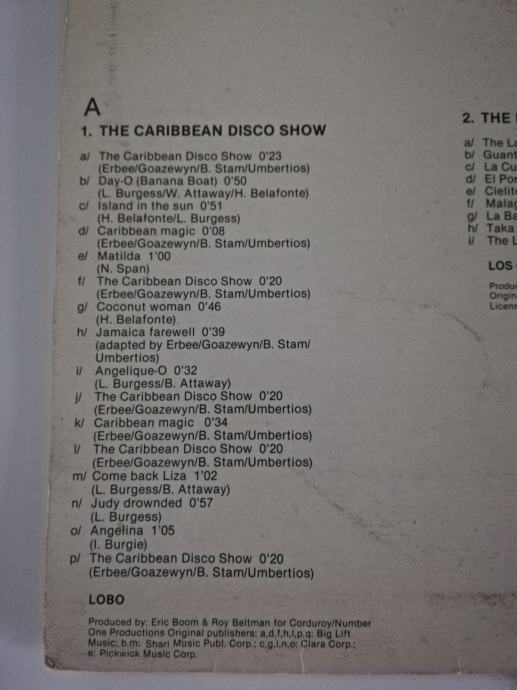 A
1. THE CARIBBEAN DISCO SHOW
a/ The Caribbean Disco Show 0'23
(Erbee/Goazewyn/B. Stam/Umbertios)
b/ Day-O (Banana Boat) 0'50
(L. Burgess/W. Attaway/H. Belafonte)
c/ Island in the sun 0'51
(H. Belafonte/L. Burgess)
d/ Caribbean magic 0'08
(Erbee/Goazewyn/B. Stam/Umbertios)
e/ Matilda 1'00
(N. Span)
f/ The Caribbean Disco Show 0'20
(Erbee/Goazewyn/B. Stam/Umbertios)
g/ Coconut woman 0'46
(H. Belafonte)
h/ Jamaica farewell 0'39
(adapted by Erbee/Goazewyn/B. Stam/
Umbertios)
i/ Angelique-O 0'32
(L. Burgess/B. Attaway)
j/ The Caribbean Disco Show 0'20
(Erbee/Goazewyn/B. Stam/Umbertios)
k/ Caribbean magic 0'34
(Erbee/Goazewyn/B. Stam/Umbertios)
l/ The Caribbean Disco Show 0'20
(Erbee/Goazewyn/B. Stam/Umbertios)
m/ Come back Liza 1'02
(L. Burgess/B. Attaway)
n/ Judy drownded 0'57
(L. Burgess)
o/ Angelina 1'05
(I. Burgie)
p/ The Caribbean Disco Show 0'20
(Erbee/Goazewyn/B. Stam/Umbertios)
LOBO
Produced by: Eric Boom & Roy Beltman for Corduroy/Number
One Productions Original publishers: a,d,f,h,l,p,q: Big Lift
Music; b,m: Shari Music Publ. Corp.; c,g,i,n,o: Clara Corp.;
e: Pickwick Music Corp.
2. THE
a/ The La
b/ Guant
c/ La Cu
d/ El Po
e/ Cielit
f/ Mala
g/ La Ba
h/ Taka
i/ The L
LOS
Produ
Origin
Licens